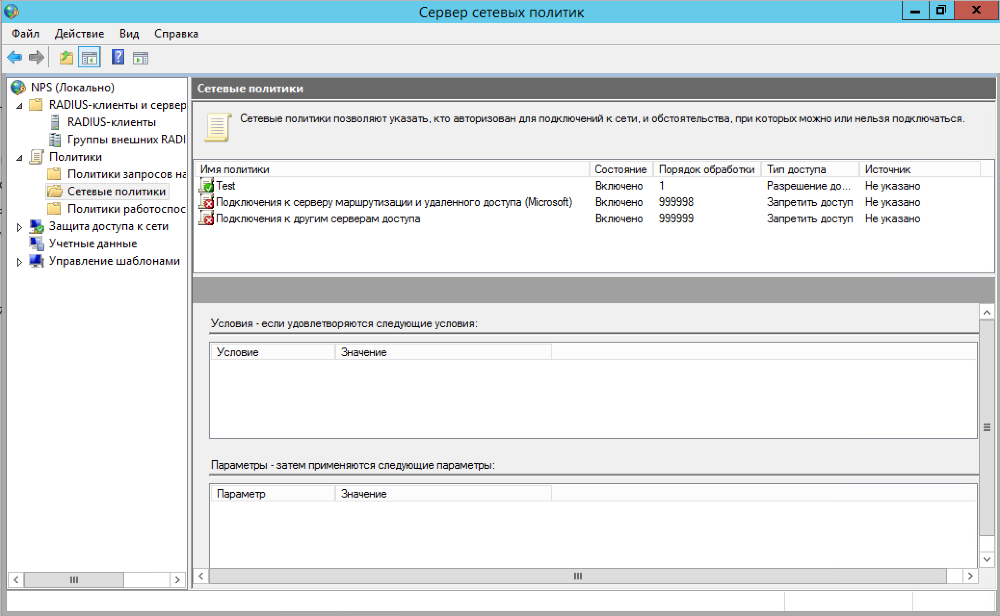 Сервер сетевых политик
Файл Действие Вид Справка
NPS (Локально)
RADIUS-клиенты и сервер
RADIUS-клиенты
Группы внешних RADI
Политики
Политики запросов на
Сетевые политики
Политики работоспос
Защита доступа к сети
Учетные данные
Управление шаблонами
Сетевые политики
Сетевые политики позволяют указать, кто авторизован для подключений к сети, и обстоятельства, при которых можно или нельзя подключаться.
Имя политики Состояние Порядок обработки Тип доступа Источник
Test Включено 1 Разрешение до... Не указано
Подключения к серверу маршрутизации и удаленного доступа (Microsoft) Включено 999998 Запретить доступ Не указано
Подключения к другим серверам доступа Включено 999999 Запретить доступ Не указано
Условия - если удовлетворяются следующие условия:
Условие Значение
Параметры - затем применяются следующие параметры:
Параметр Значение